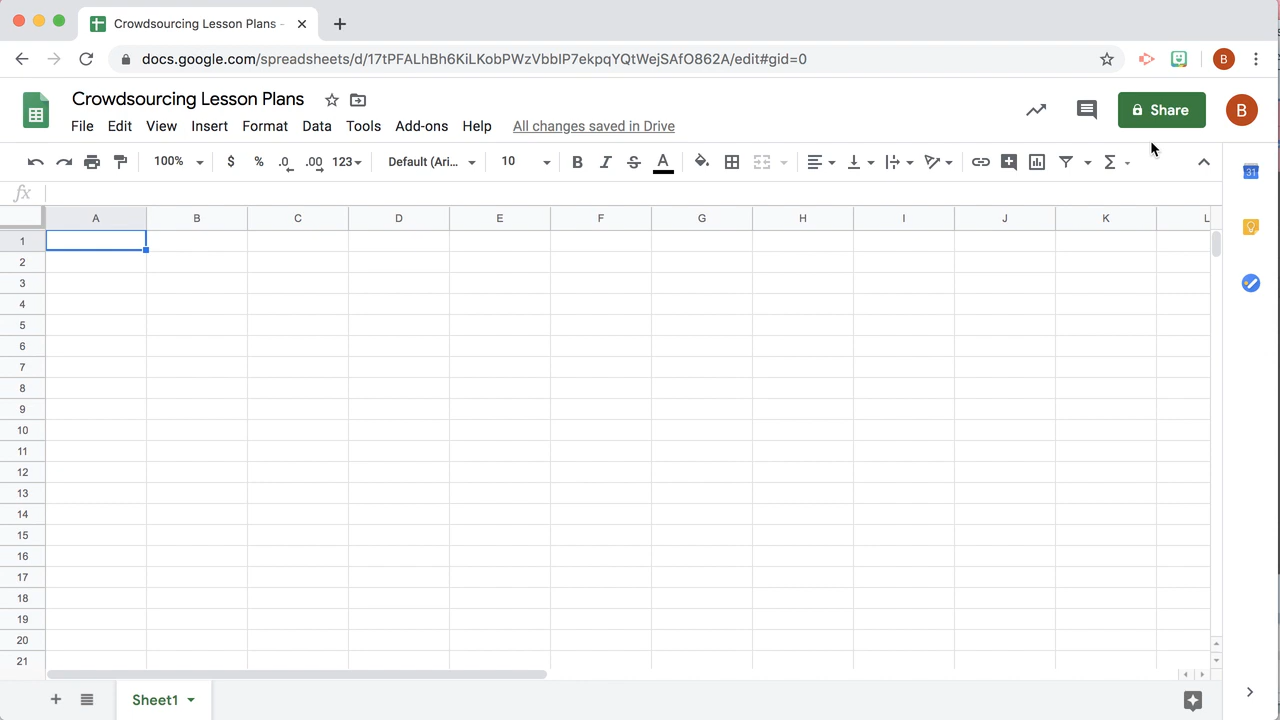 Crowdsourcing Lesson Plans -
docs.google.com/spreadsheets/d/17tPFALhBh6KiLKobPWzVbbIP7ekpqYQtWejSAfO862A/edit#gid=0
B
Crowdsourcing Lesson Plans
Share
B
File Edit View Insert Format Data Tools Add-ons Help All changes saved in Drive
100% $ % .0 .00 123 Default (Ari... 10 B I S A Σ
31
fx
A B C D E F G H I J K L
1
2
3
4
5
6
7
8
9
10
11
12
13
14
15
16
17
18
19
20
21
Sheet1